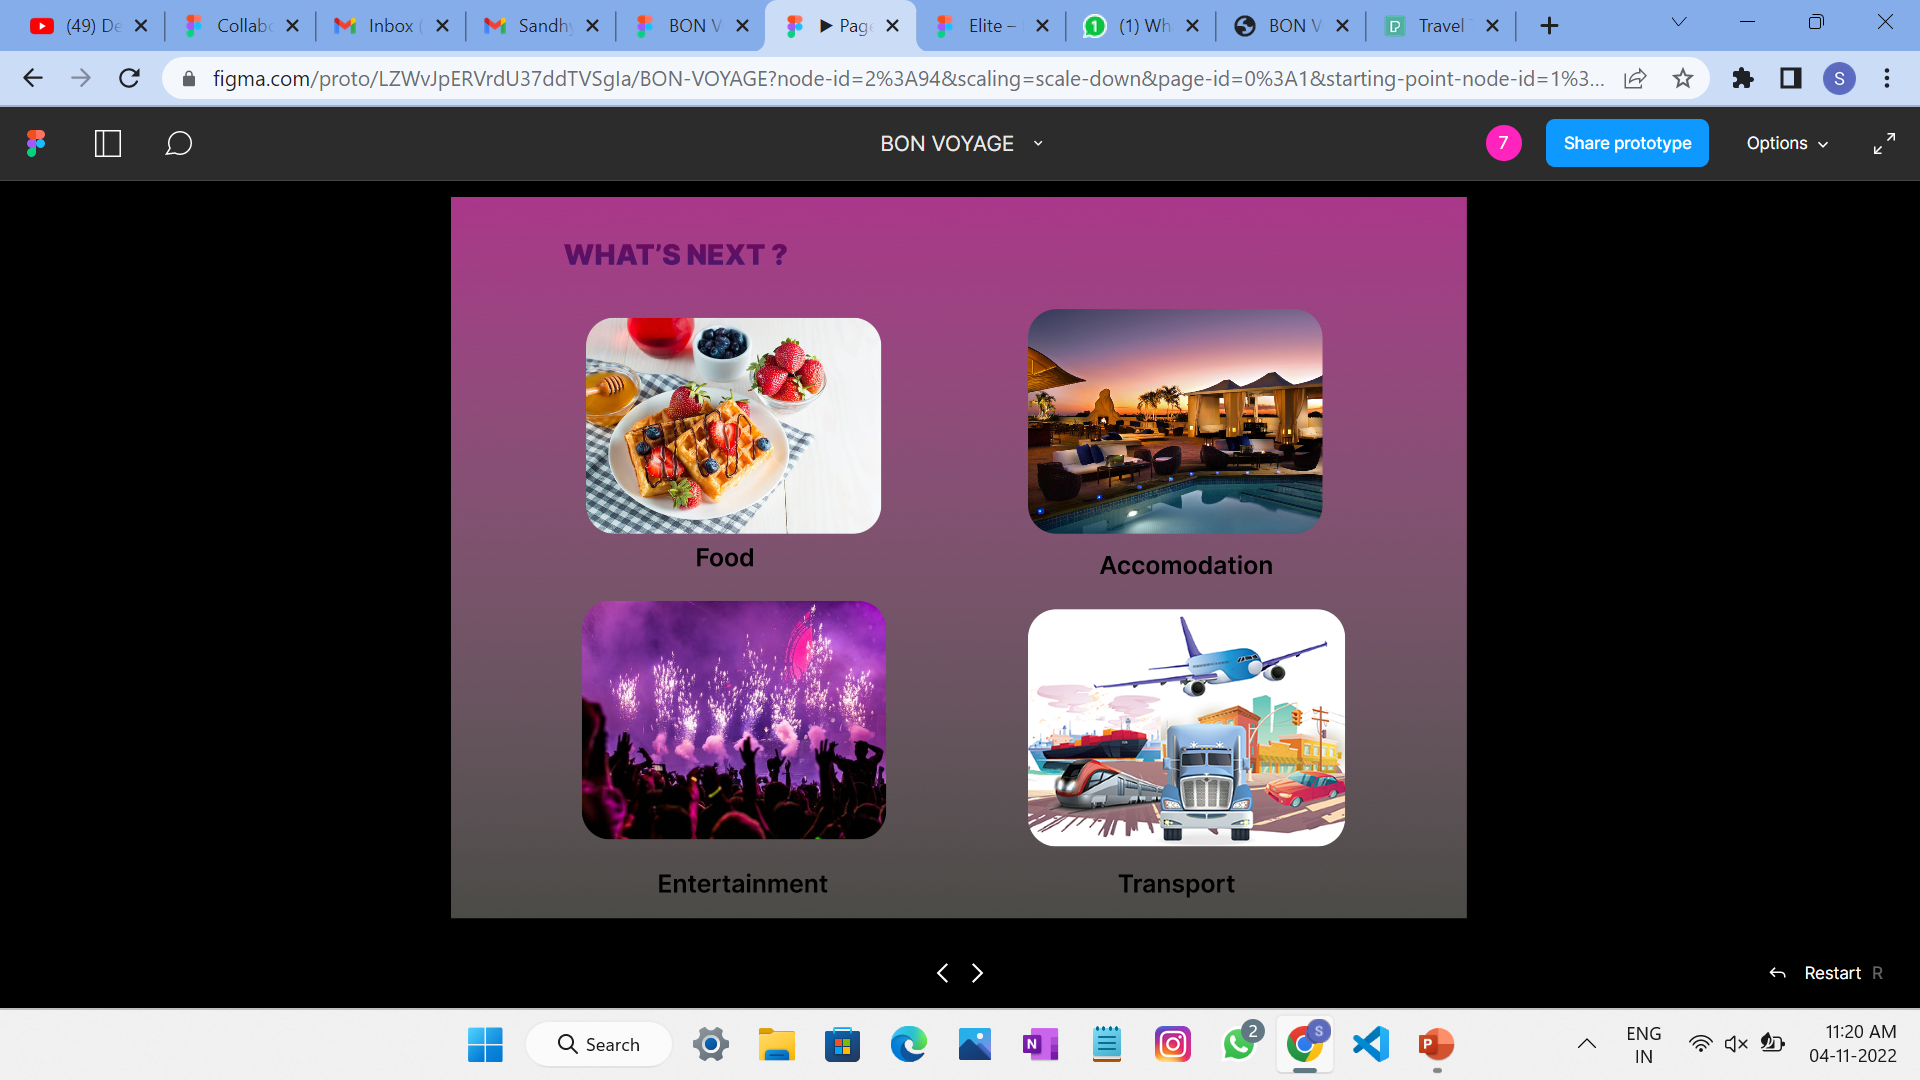 (49) De
Collabo
Inbox (
Sandhy
BON V
Page
Elite –
(1) Wh
BON V
Travel
figma.com/proto/LZWvJpERVrdU37ddTVSgla/BON-VOYAGE?node-id=2%3A94&scaling=scale-down&page-id=0%3A1&starting-point-node-id=1%3...
S
BON VOYAGE
7
Share prototype
Options
WHAT'S NEXT ?
Food
Accomodation
Entertainment
Transport
Restart R
Search
N
2
S
P
ENG
IN
11:20 AM
04-11-2022